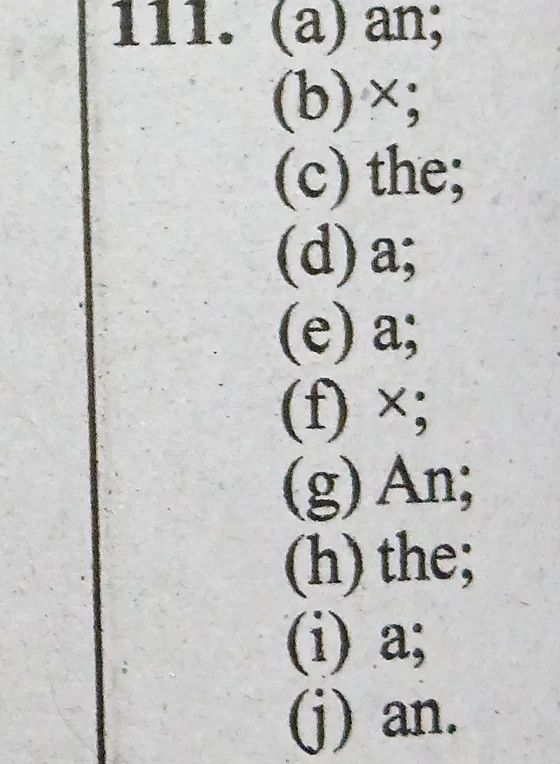 111. (a) an;
(b) ×;
(c) the;
(d) a;
(e) a;
(f) ×;
(g) An;
(h) the;
(i) a;
(j) an.